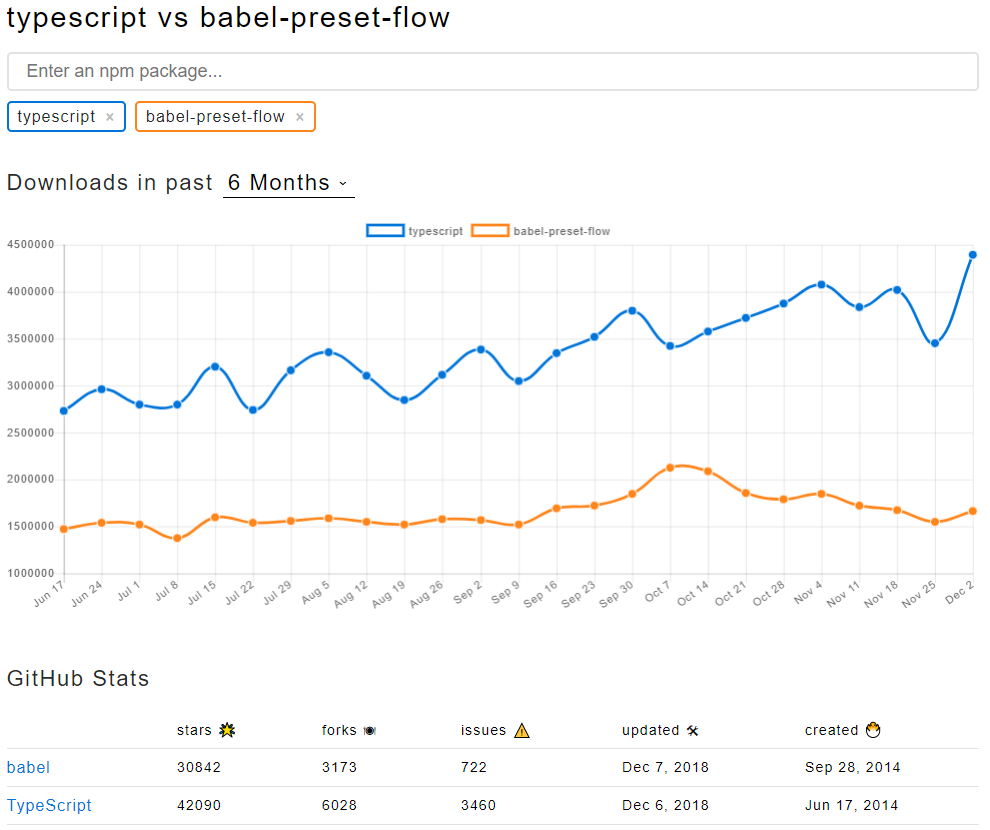 typescript vs babel-preset-flow
Enter an npm package...
typescript × babel-preset-flow ×
Downloads in past 6 Months
typescript babel-preset-flow
4500000
4000000
3500000
3000000
2500000
2000000
1500000
1000000
Jun 17 Jun 24 Jul 1 Jul 8 Jul 15 Jul 22 Jul 29 Aug 5 Aug 12 Aug 19 Aug 26 Sep 2 Sep 9 Sep 16 Sep 23 Sep 30 Oct 7 Oct 14 Oct 21 Oct 28 Nov 4 Nov 11 Nov 18 Nov 25 Dec 2
GitHub Stats
stars 🌟 forks 🍽 issues ⚠ updated 🛠 created 🐣
babel 30842 3173 722 Dec 7, 2018 Sep 28, 2014
TypeScript 42090 6028 3460 Dec 6, 2018 Jun 17, 2014